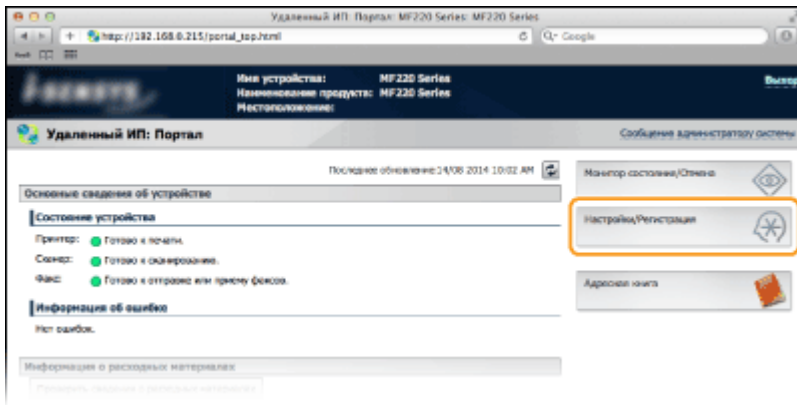 Удаленный ИП: Портал: MF220 Series: MF220 Series
http://192.168.0.215/portal_top.html
Google
Имя устройства: MF220 Series
Наименование продукта: MF220 Series
Местоположение:
Удаленный ИП: Портал
Сообщение администратору системы
Последнее обновление:14/08 2014 10:02 AM
Монитор состояния/Отмена
Основные сведения об устройстве
Состояние устройства
Настройки/Регистрация
Принтер: Готово к печати.
Сканер: Готово к сканированию.
Факс: Готово к отправке или приему факсов.
Адресная книга
Информация об ошибке
Нет ошибок.
Информация о расходных материалах